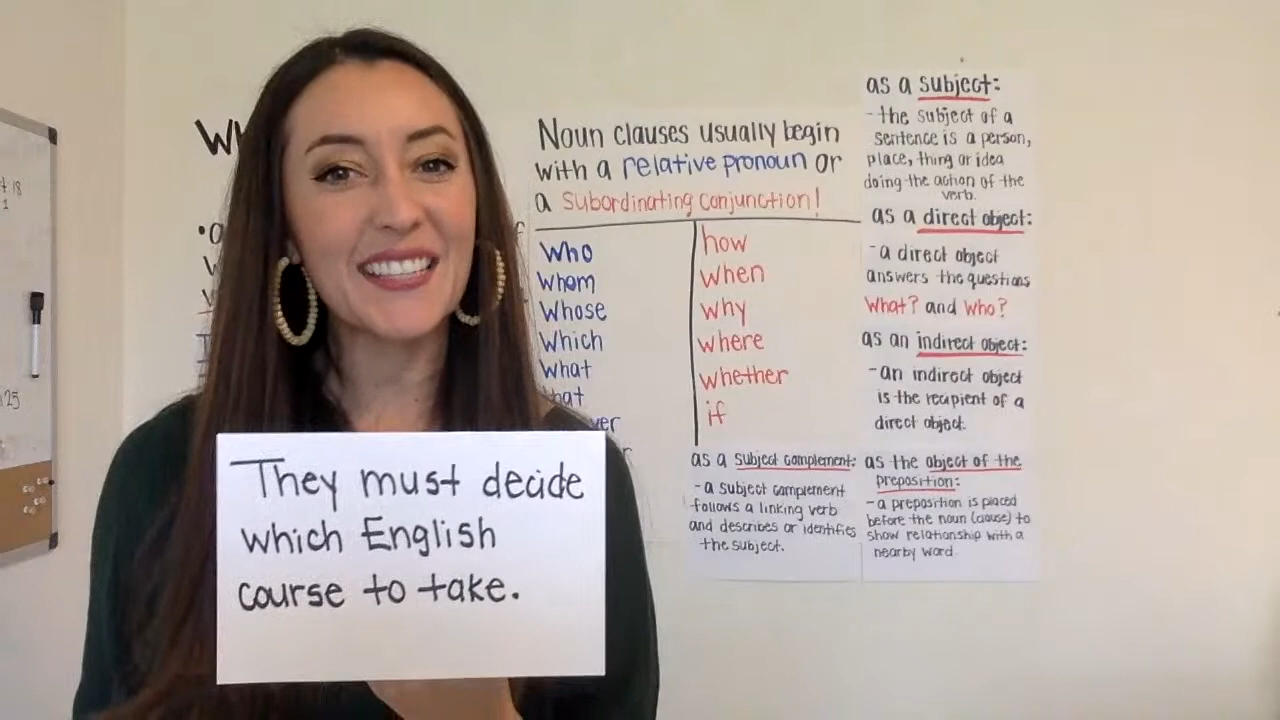 They must decide
which English
course to take.
Noun clauses usually begin
with a relative pronoun or
a subordinating conjunction!
who
whom
whose
which
what
that
how
when
why
where
whether
if
as a subject:
- the subject of a
sentence is a person,
place, thing or idea
doing the action of the
verb.
as a direct object:
- a direct object
answers the questions
What? and Who?
as an indirect object:
- an indirect object
is the recipient of a
direct object.
as a subject complement:
- a subject complement
follows a linking verb
and describes or identifies
the subject.
as the object of the
preposition:
- a preposition is placed
before the noun (clause) to
show relationship with a
nearby word.